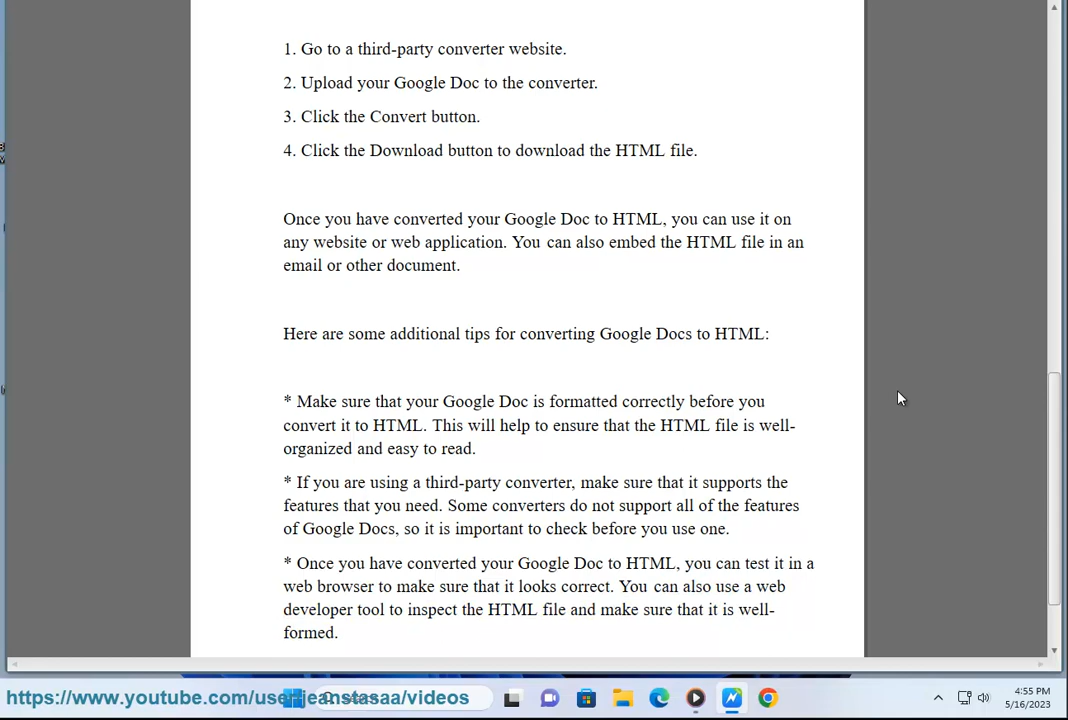 1. Go to a third-party converter website.
2. Upload your Google Doc to the converter.
3. Click the Convert button.
4. Click the Download button to download the HTML file.
Once you have converted your Google Doc to HTML, you can use it on
any website or web application. You can also embed the HTML file in an
email or other document.
Here are some additional tips for converting Google Docs to HTML:
* Make sure that your Google Doc is formatted correctly before you
convert it to HTML. This will help to ensure that the HTML file is well-
organized and easy to read.
* If you are using a third-party converter, make sure that it supports the
features that you need. Some converters do not support all of the features
of Google Docs, so it is important to check before you use one.
* Once you have converted your Google Doc to HTML, you can test it in a
web browser to make sure that it looks correct. You can also use a web
developer tool to inspect the HTML file and make sure that it is well-
formed.
https://www.youtube.com/user/jeanstasaa/videos
4:55 PM
5/16/2023